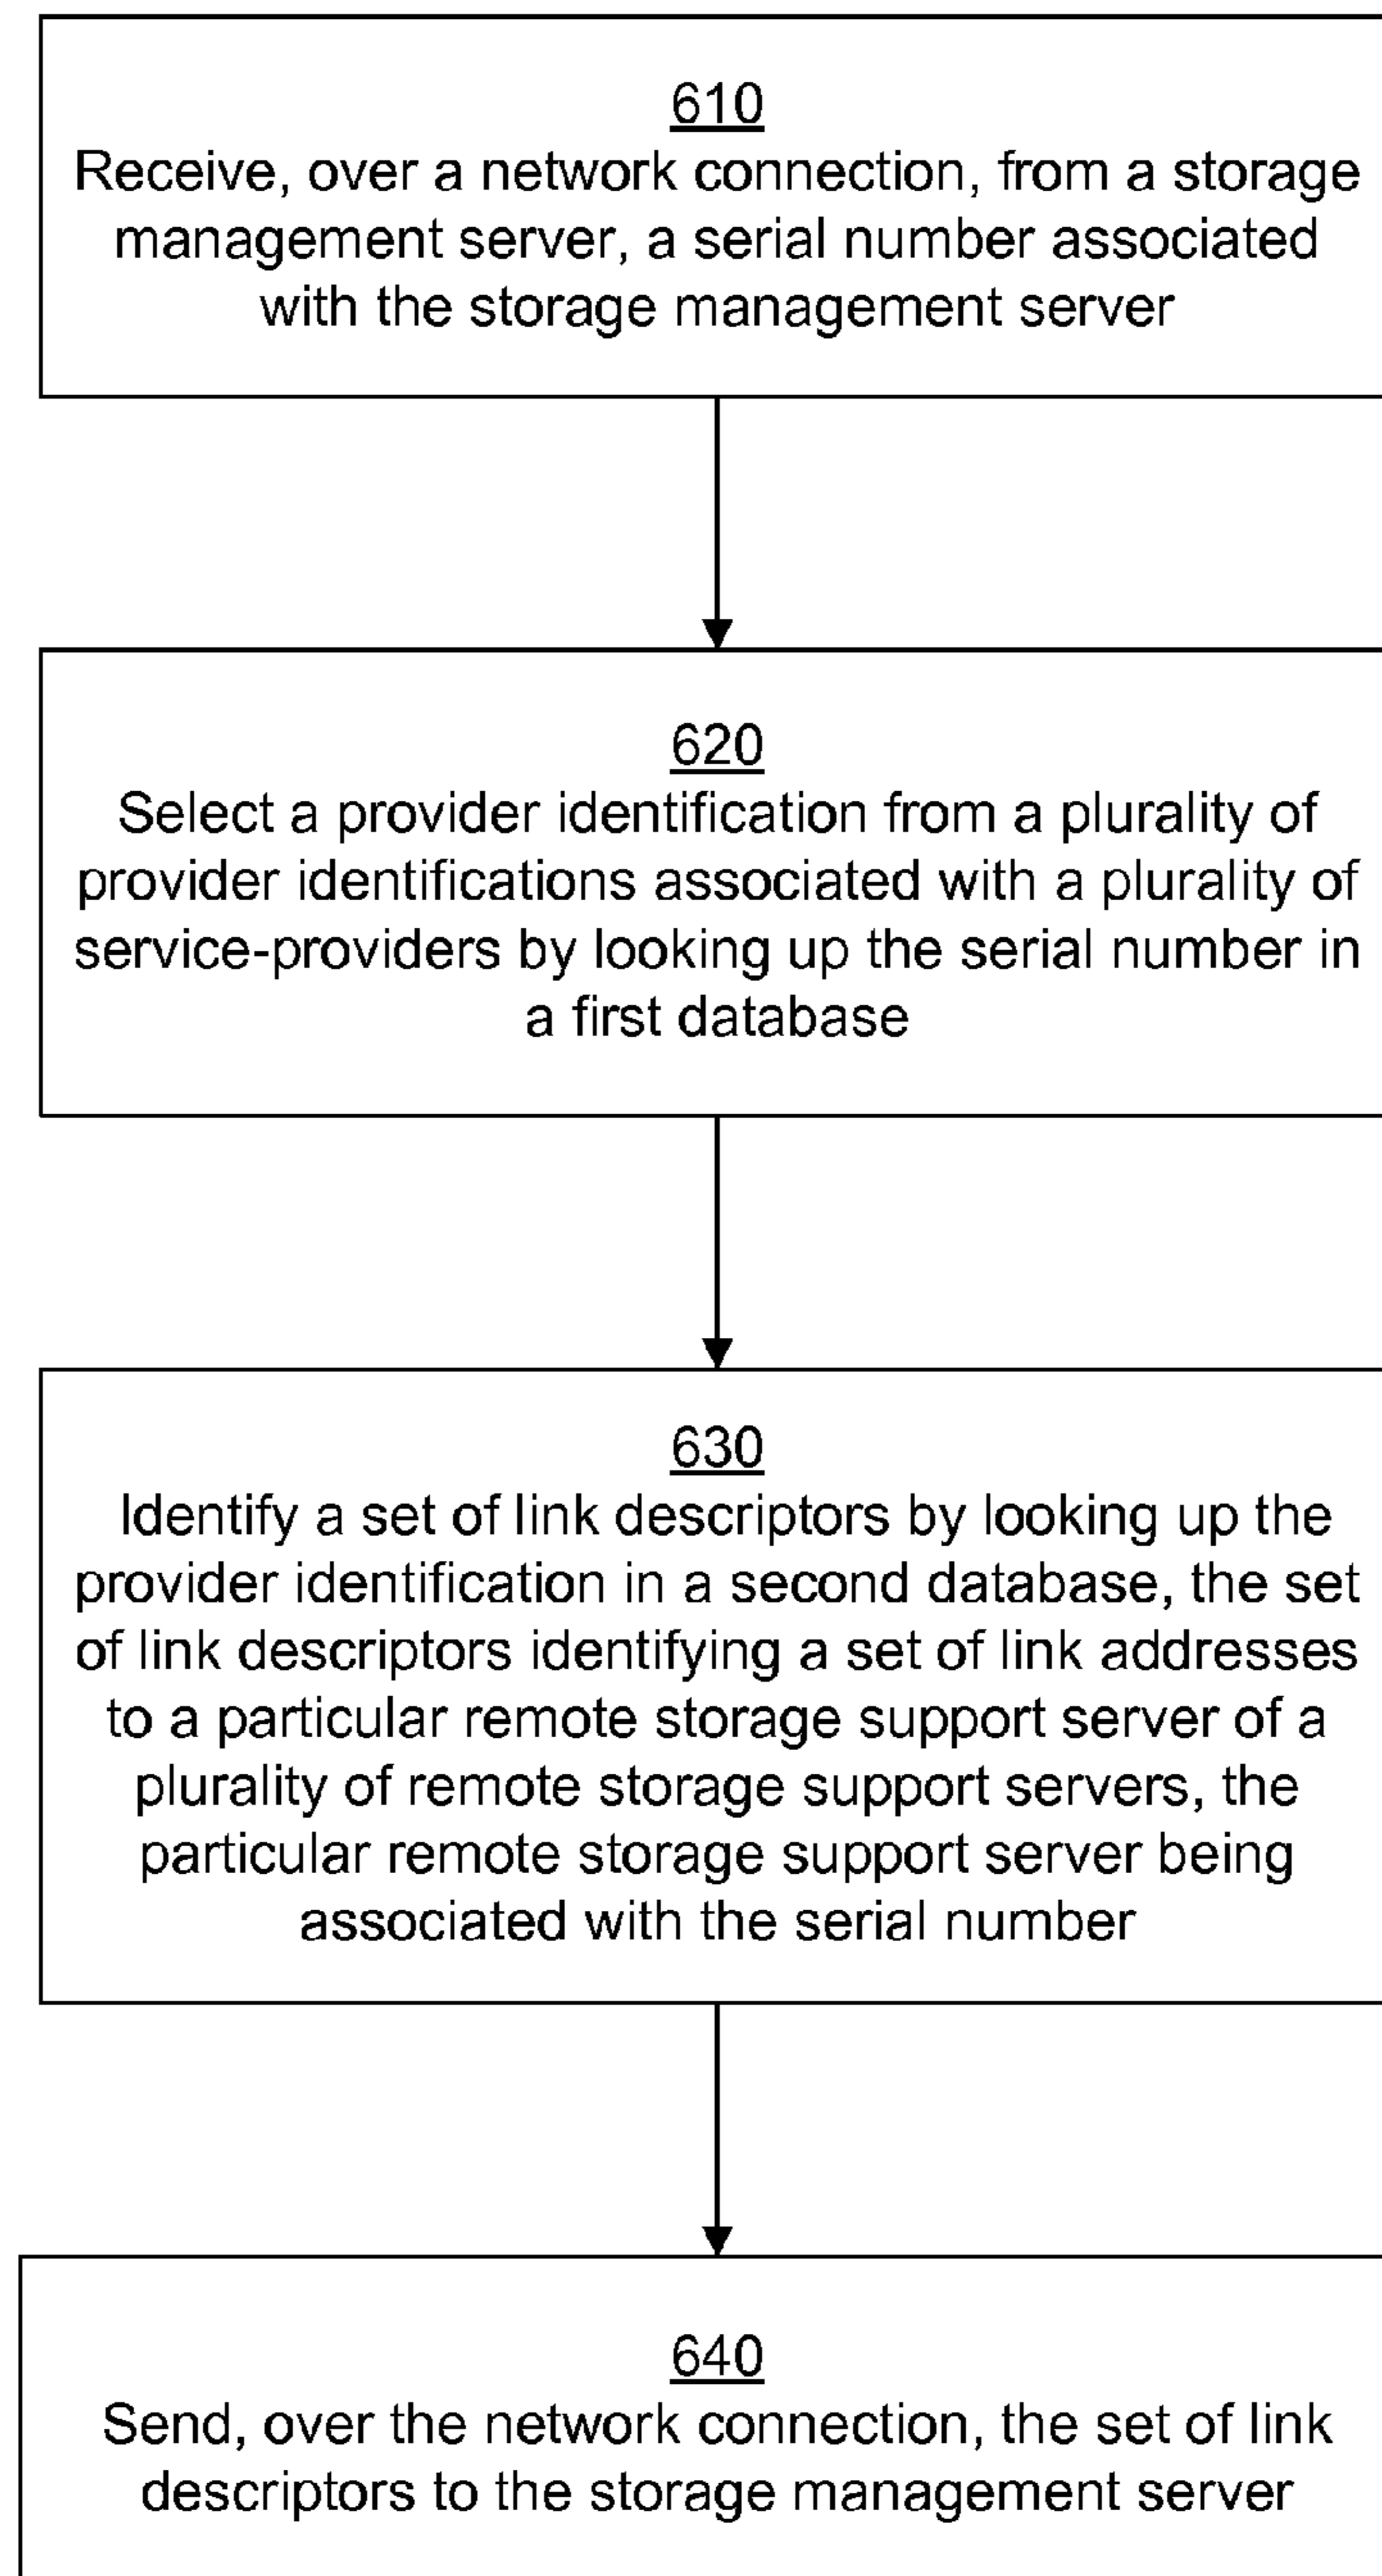 610
Receive, over a network connection, from a storage
management server, a serial number associated
with the storage management server
620
Select a provider identification from a plurality of
provider identifications associated with a plurality of
service-providers by looking up the serial number in
a first database
630
Identify a set of link descriptors by looking up the
provider identification in a second database, the set
of link descriptors identifying a set of link addresses
to a particular remote storage support server of a
plurality of remote storage support servers, the
particular remote storage support server being
associated with the serial number
640
Send, over the network connection, the set of link
descriptors to the storage management server